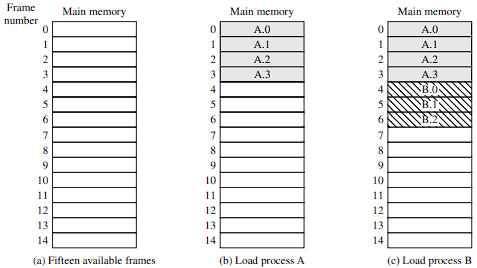 Frame
number
Main memory
0
1
2
3
4
5
6
7
8
9
10
11
12
13
14
(a) Fifteen available frames
Main memory
0 A.0
1 A.1
2 A.2
3 A.3
4
5
6
7
8
9
10
11
12
13
14
(b) Load process A
Main memory
0 A.0
1 A.1
2 A.2
3 A.3
4 B.0
5 B.1
6 B.2
7
8
9
10
11
12
13
14
(c) Load process B